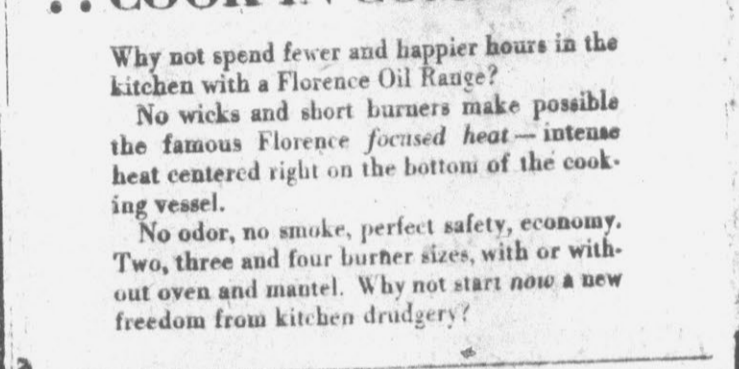 Why not spend fewer and happier hours in the
kitchen with a Florence Oil Range?
No wicks and short burners make possible
the famous Florence focused heat — intense
heat centered right on the bottom of the cook-
ing vessel.
No odor, no smoke, perfect safety, economy.
Two, three and four burner sizes, with or with-
out oven and mantel. Why not start now a new
freedom from kitchen drudgery?